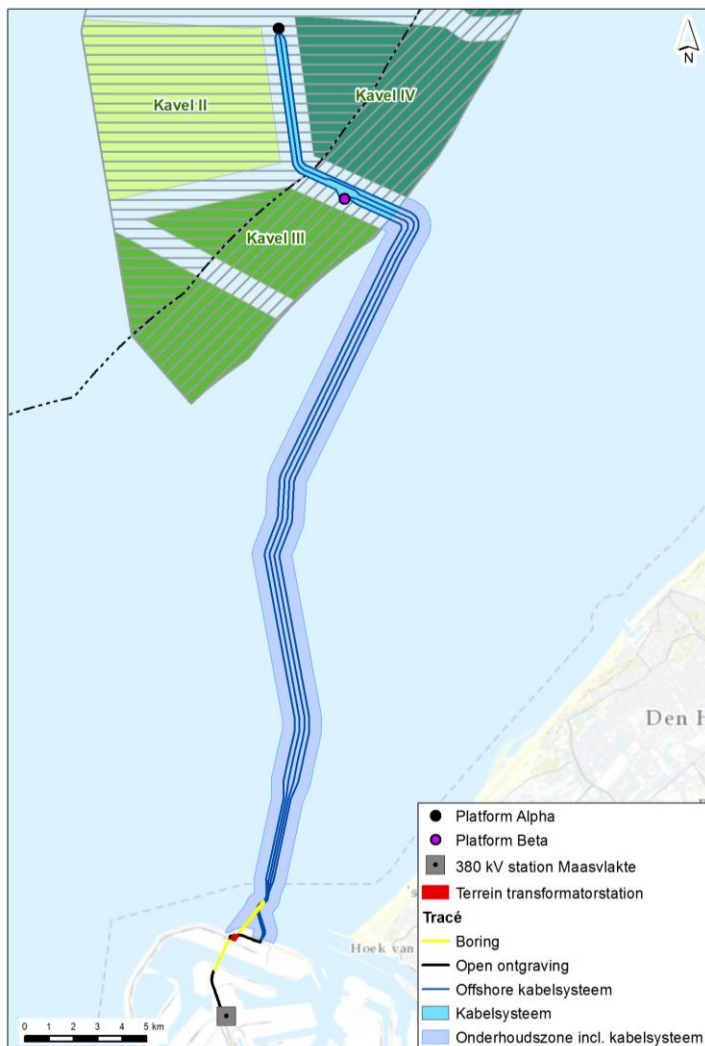 N
Kavel II
Kavel IV
Kavel III
Den H
Hoek van
's
Platform Alpha
Platform Beta
380 kV station Maasvlakte
Terrein transformatorstation
Tracé
Boring
Open ontgraving
Offshore kabelsysteem
Kabelsysteem
Onderhoudszone incl. kabelsysteem
0 1 2 3 4 5 km